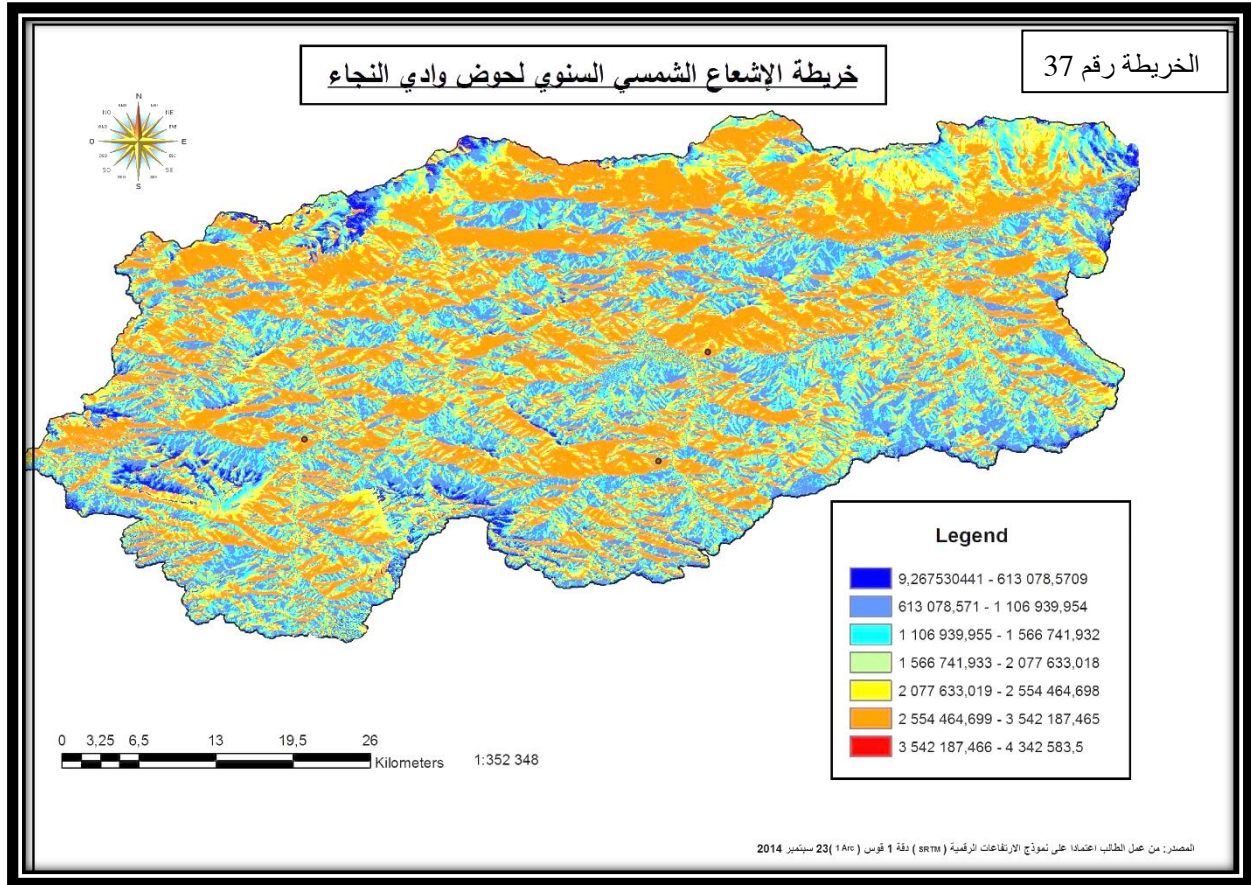 الخريطة رقم 37
خريطة الإشعاع الشمسي السنوي لحوض وادي النجاء
N
NO
NE
O
E
SO
SE
S
Legend
9,267530441 - 613 078,5709
613 078,571 - 1 106 939,954
1 106 939,955 - 1 566 741,932
1 566 741,933 - 2 077 633,018
2 077 633,019 - 2 554 464,698
2 554 464,699 - 3 542 187,465
3 542 187,466 - 4 342 583,5
0 3,25 6,5 13 19,5 26
Kilometers
1:352 348
المصدر: من عمل الطالب اعتمادا على نموذج الارتفاعات الرقمية ( SRTM ) دقة 1 قوس ( 1 Arc )23 سبتمبر 2014